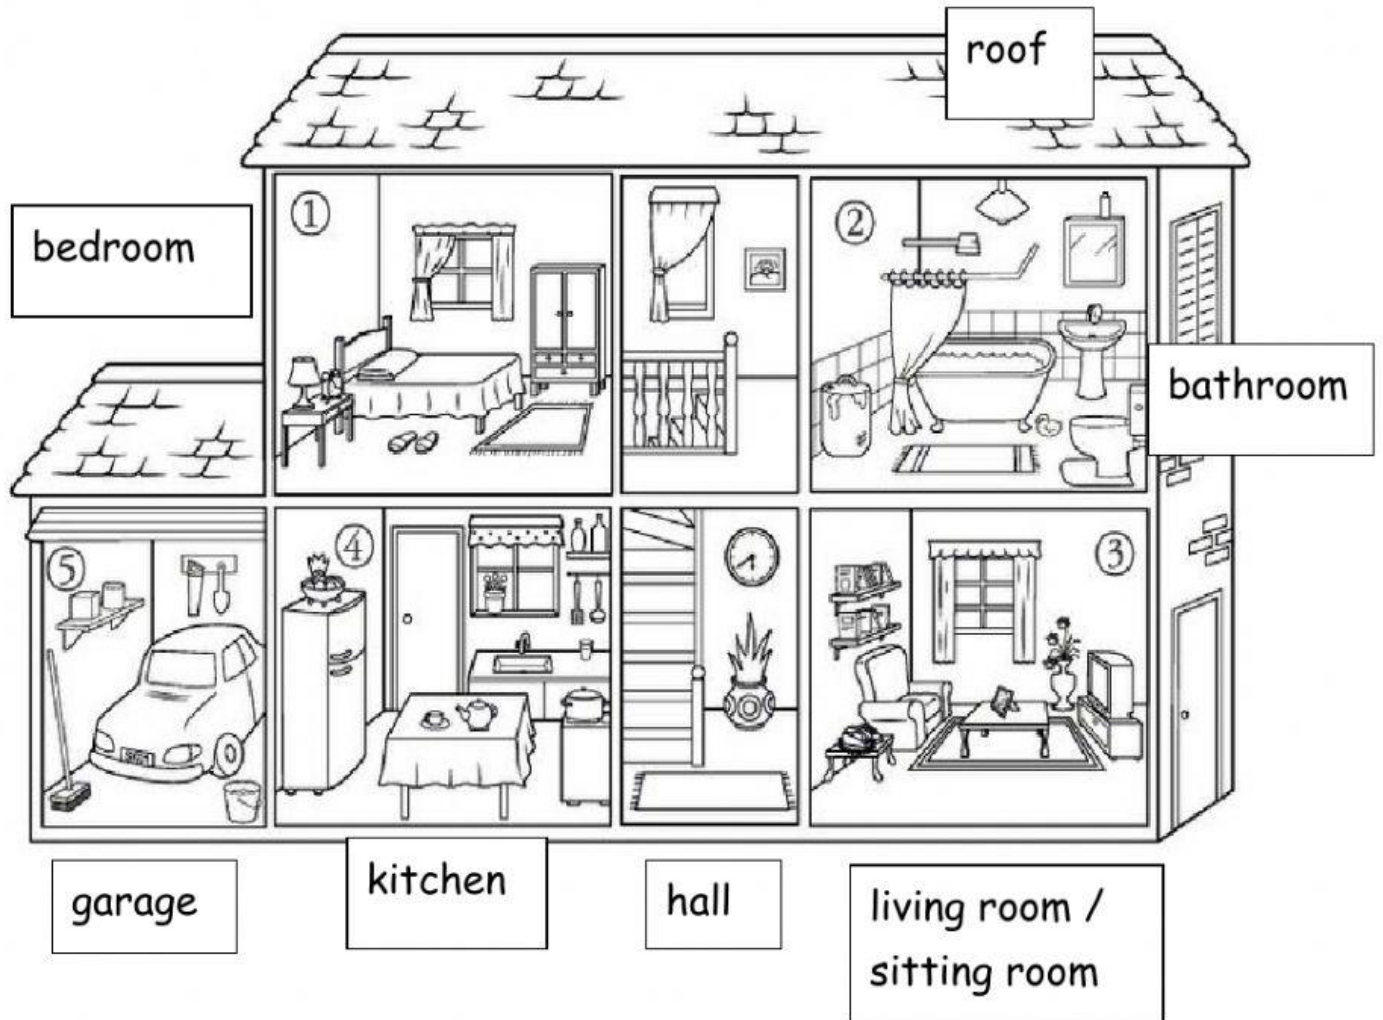 roof
①
②
bedroom
bathroom
⑤
④
③
garage
kitchen
hall
living room /
sitting room